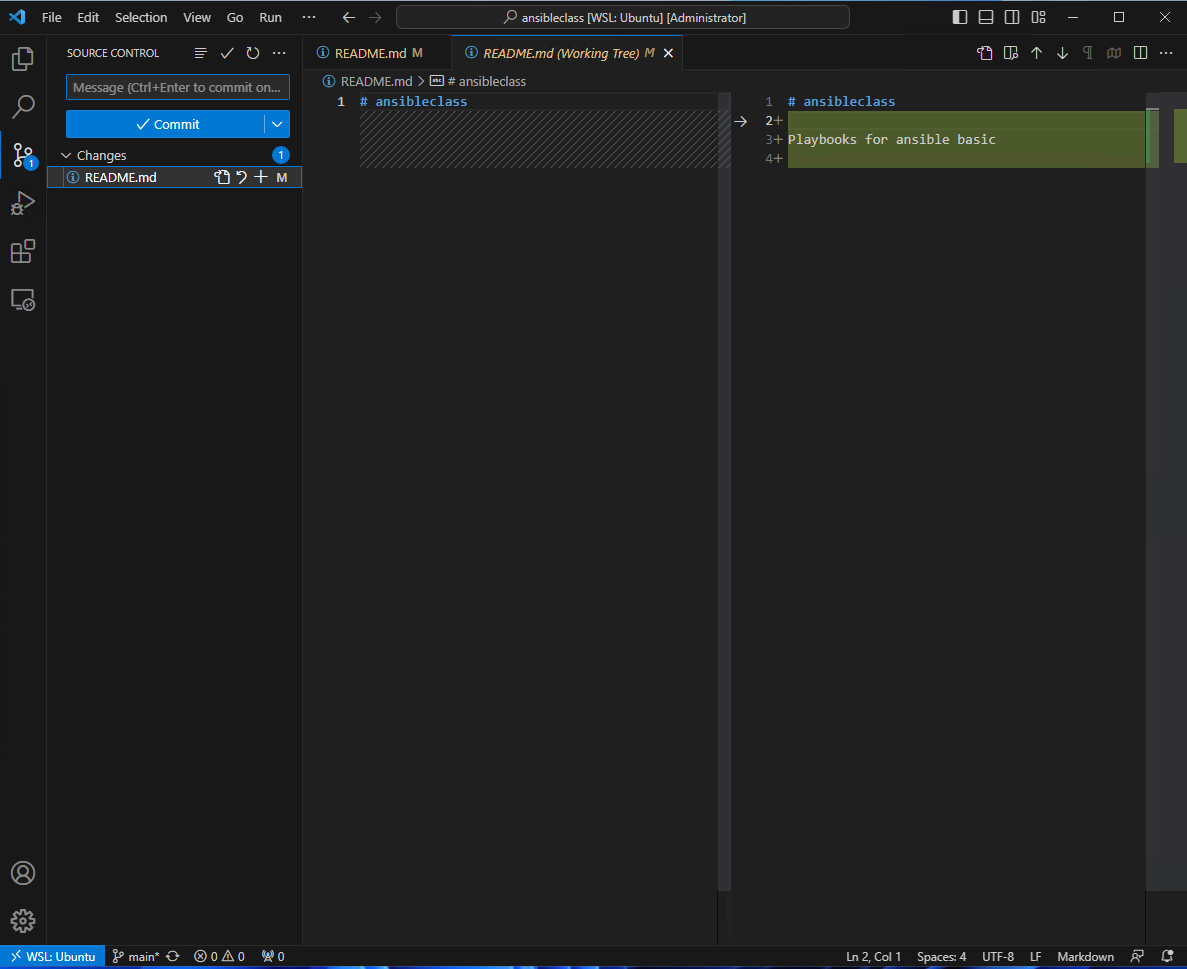 File Edit Selection View Go Run ··· ansibleclass [WSL: Ubuntu] [Administrator]
SOURCE CONTROL
README.md M
README.md (Working Tree) M
README.md > # ansibleclass
Message (Ctrl+Enter to commit on...
Commit
Changes 1
1
README.md M
1 # ansibleclass
1 # ansibleclass
2+
3+ Playbooks for ansible basic
4+
WSL: Ubuntu main* 0 0 0 Ln 2, Col 1 Spaces: 4 UTF-8 LF Markdown